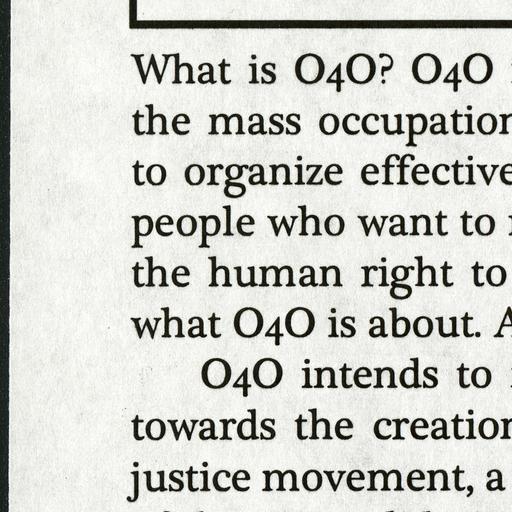 What is O4O? O4O
the mass occupation
to organize effective
people who want to
the human right to
what O4O is about. A
O4O intends to
towards the creation
justice movement, a